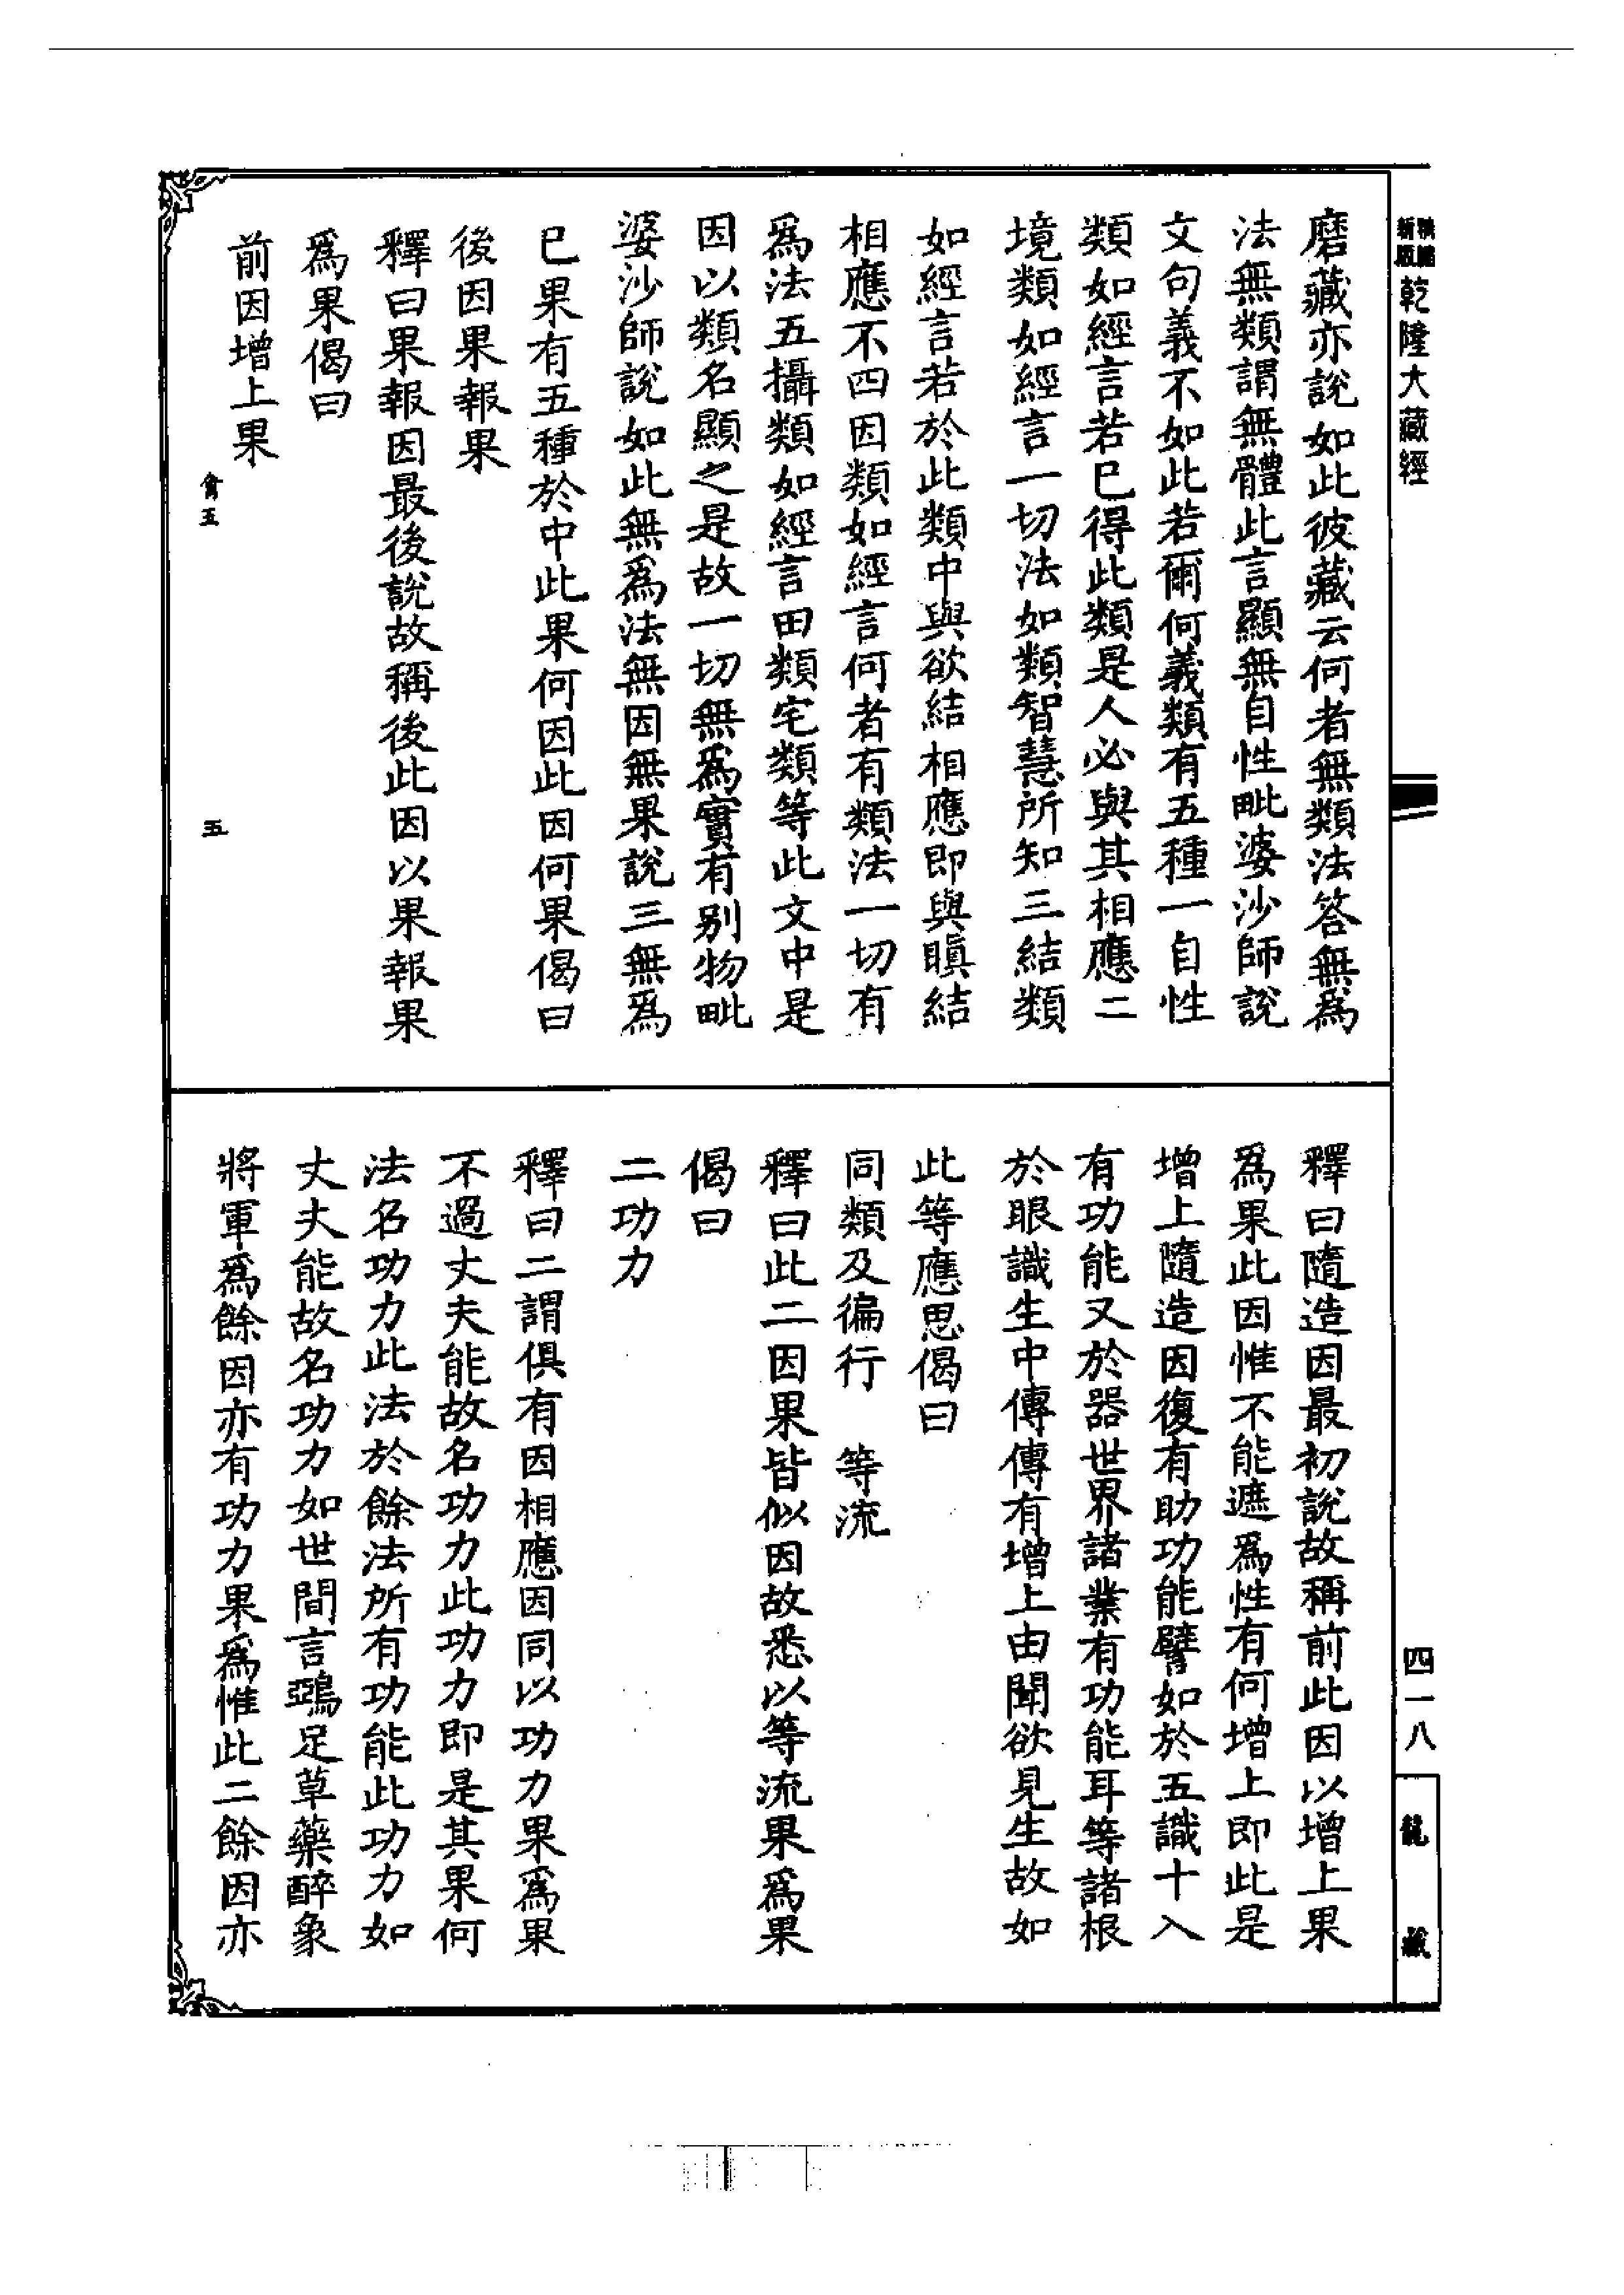 乾隆大藏經
磨藏亦說如此彼藏云何者無類法答無爲
法無類謂無體此言顯無自性毗婆沙師說
文句義不如此若爾何義類有五種一自性
類如經言若已得此類是人必與其相應二
境類如經言一切法如類智慧所知三結類
如經言若於此類中與欲結相應即與瞋結
相應不四因類如經言何者有類法一切有
爲法五攝類如經言田類宅類等此文中是
因以類名顯之是故一切無爲實有別物毗
婆沙師說如此無爲法無因無果說三無爲
已果有五種於中此果何因此因何果偈曰
後因果報果
釋曰果報因最後說故稱後此因以果報果
爲果偈曰
前因增上果
禽五
五
釋曰隨造因最初說故稱前此因以增上果
爲果此因惟不能遮爲性有何增上即此是
增上隨造因復有助功能譬如於五識十入
有功能又於器世界諸業有功能耳等諸根
於眼識生中傳傳有增上由聞欲見生故如
此等應思偈曰
同類及徧行　等流
釋曰此二因果皆似因故悉以等流果爲果
偈曰
二功力
釋曰二謂俱有因相應因同以功力果爲果
不過丈夫能故名功力此功力即是其果何
法名功力此法於餘法所有功能此功力如
丈夫能故名功力如世間言鵶足草藥醉象
將軍爲餘因亦有功力果爲惟此二餘因亦
四一八
龍藏